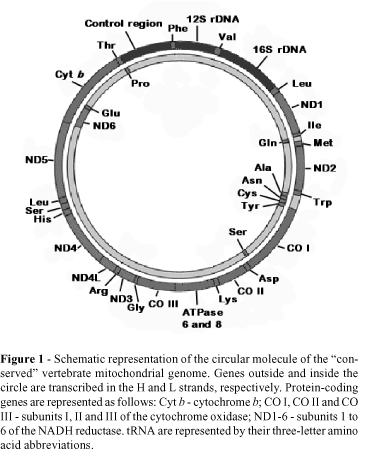 Control region
Phe
12S rDNA
Val
16S rDNA
Leu
ND1
Ile
Met
ND2
Trp
CO I
Asp
CO II
Lys
ATPase
6 and 8
CO III
Gly
ND3
Arg
ND4L
ND4
His
Ser
Leu
ND5
Cyt b
Thr
Pro
Glu
ND6
Gln
Ala
Asn
Cys
Tyr
Ser
Figure 1 - Schematic representation of the circular molecule of the “con-
served” vertebrate mitochondrial genome. Genes outside and inside the
circle are transcribed in the H and L strands, respectively. Protein-coding
genes are represented as follows: Cyt b - cytochrome b; CO I, CO II and CO
III - subunits I, II and III of the cytochrome oxidase; ND1-6 - subunits 1 to
6 of the NADH reductase. tRNA are represented by their three-letter amino
acid abbreviations.